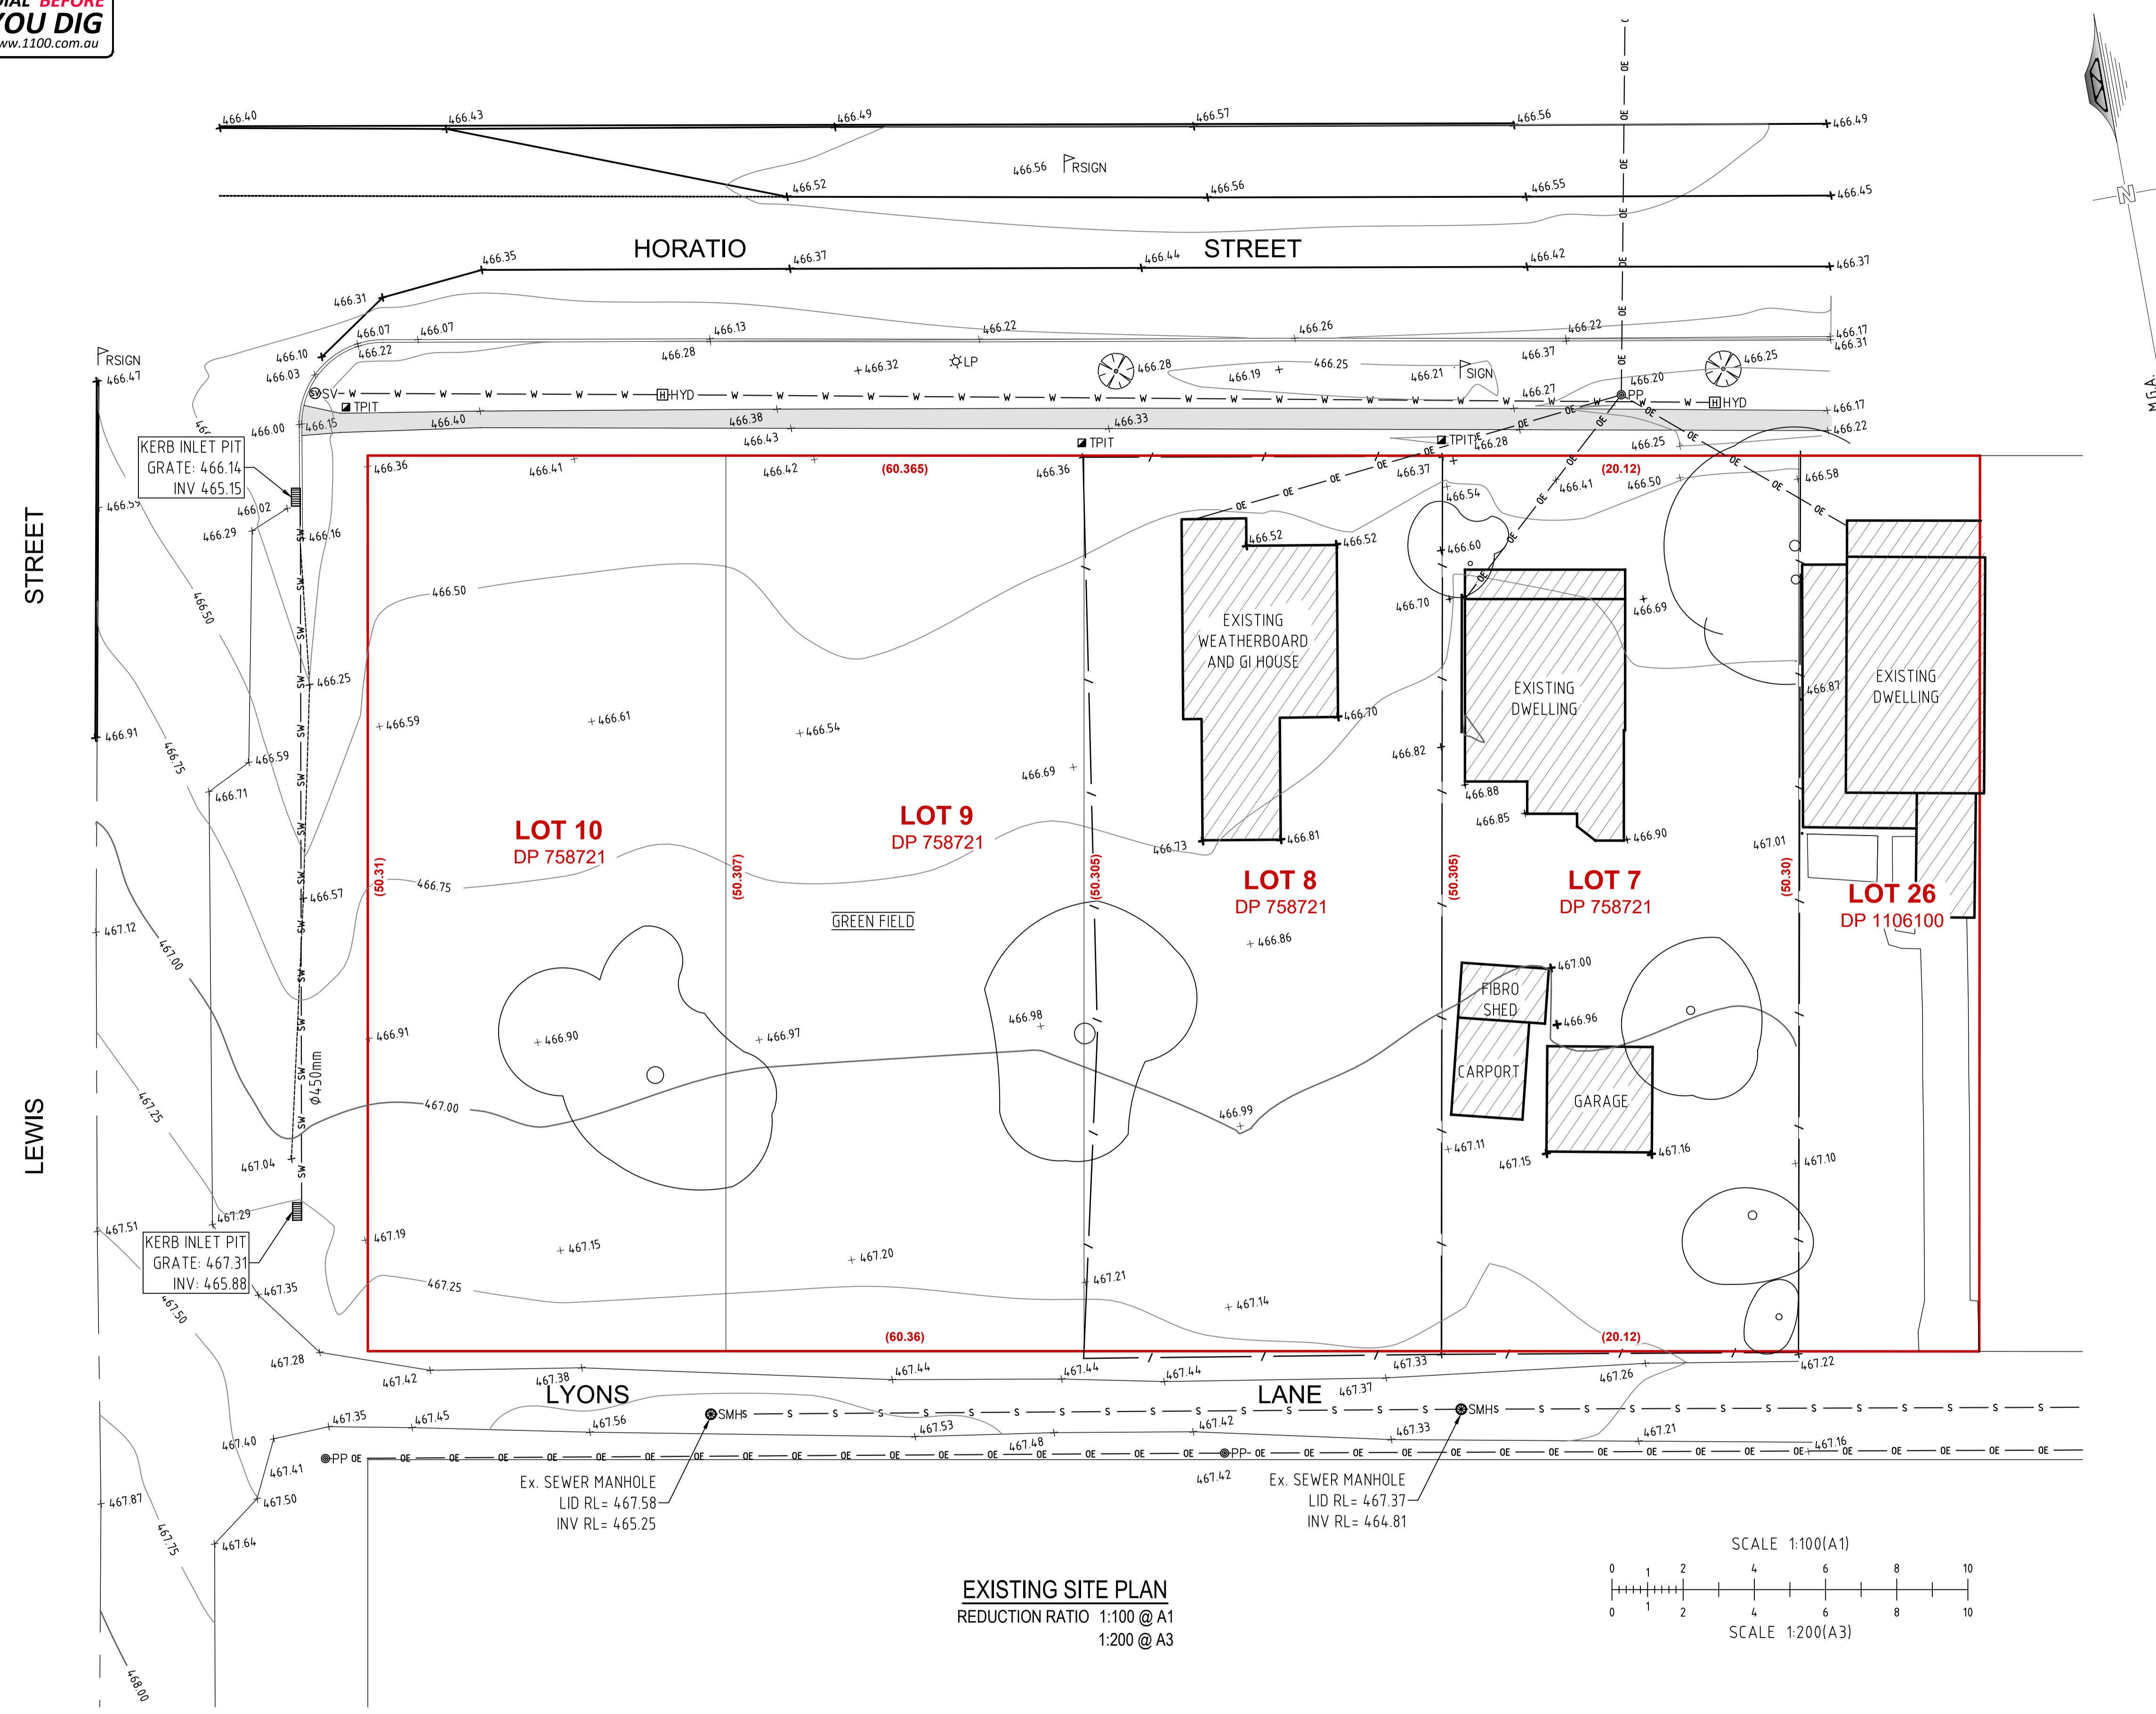 DIAL BEFORE
YOU DIG
www.1100.com.au
466.40
466.43
466.49
466.57
466.56
466.49
466.56
RSIGN
466.52
466.56
466.55
466.45
HORATIO STREET
466.35
466.37
466.44
466.42
466.37
466.31
466.10
466.07
466.07
466.13
466.22
466.26
466.22
466.17
466.31
466.22
466.28
466.32
LP
466.28
466.19
466.25
466.21
SIGN
466.37
466.25
466.20
466.27
PP
RSIGN
466.47
466.03
SV
TPIT
HYD
HYD
466.00
466.15
466.40
466.38
466.43
466.33
TPIT
TPIT
466.28
466.25
466.17
466.22
KERB INLET PIT
GRATE: 466.14
INV 465.15
466.36
466.41
466.42
(60.365)
466.36
466.37
(20.12)
466.41
466.50
466.58
466.54
466.02
466.29
466.16
466.52
466.52
466.60
466.50
466.50
466.70
466.69
EXISTING
WEATHERBOARD
AND GI HOUSE
EXISTING
DWELLING
EXISTING
DWELLING
466.87
STREET
466.25
466.91
466.59
466.61
466.54
466.70
466.82
466.75
466.59
466.71
466.69
466.88
466.85
466.90
466.73
466.81
467.01
LOT 10
DP 758721
LOT 9
DP 758721
LOT 8
DP 758721
LOT 7
DP 758721
LOT 26
DP 1106100
(50.31)
(50.307)
(50.305)
(50.305)
(50.30)
466.75
466.57
GREEN FIELD
467.12
467.00
466.86
467.00
FIBRO
SHED
466.96
466.91
466.90
466.97
466.98
CARPORT
GARAGE
Φ450mm
467.25
467.00
466.99
LEWIS
467.04
467.11
467.15
467.16
467.10
467.29
467.51
467.19
467.15
467.20
467.21
467.14
KERB INLET PIT
GRATE: 467.31
INV: 465.88
467.35
467.25
467.50
(60.36)
(20.12)
467.28
467.42
467.38
467.44
467.44
467.44
467.33
467.37
467.26
467.22
LYONS LANE
467.35
467.45
467.56
SMH
467.53
467.48
467.42
467.33
SMH
467.21
467.16
467.40
467.41
PP
PP
467.42
467.87
467.50
467.64
467.75
468.00
Ex. SEWER MANHOLE
LID RL= 467.58
INV RL= 465.25
Ex. SEWER MANHOLE
LID RL= 467.37
INV RL= 464.81
EXISTING SITE PLAN
REDUCTION RATIO 1:100 @ A1
1:200 @ A3
SCALE 1:100(A1)
0 1 2 4 6 8 10
0 1 2 4 6 8 10
SCALE 1:200(A3)
N